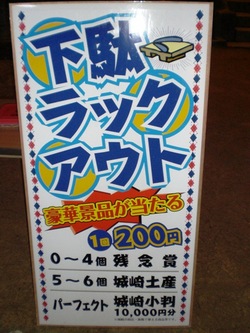 下駄
ラック
アウト
豪華景品が当たる
1回200円
0～4個 残念賞
5～6個 城崎土産
パーフェクト 城崎小判
10,000円分